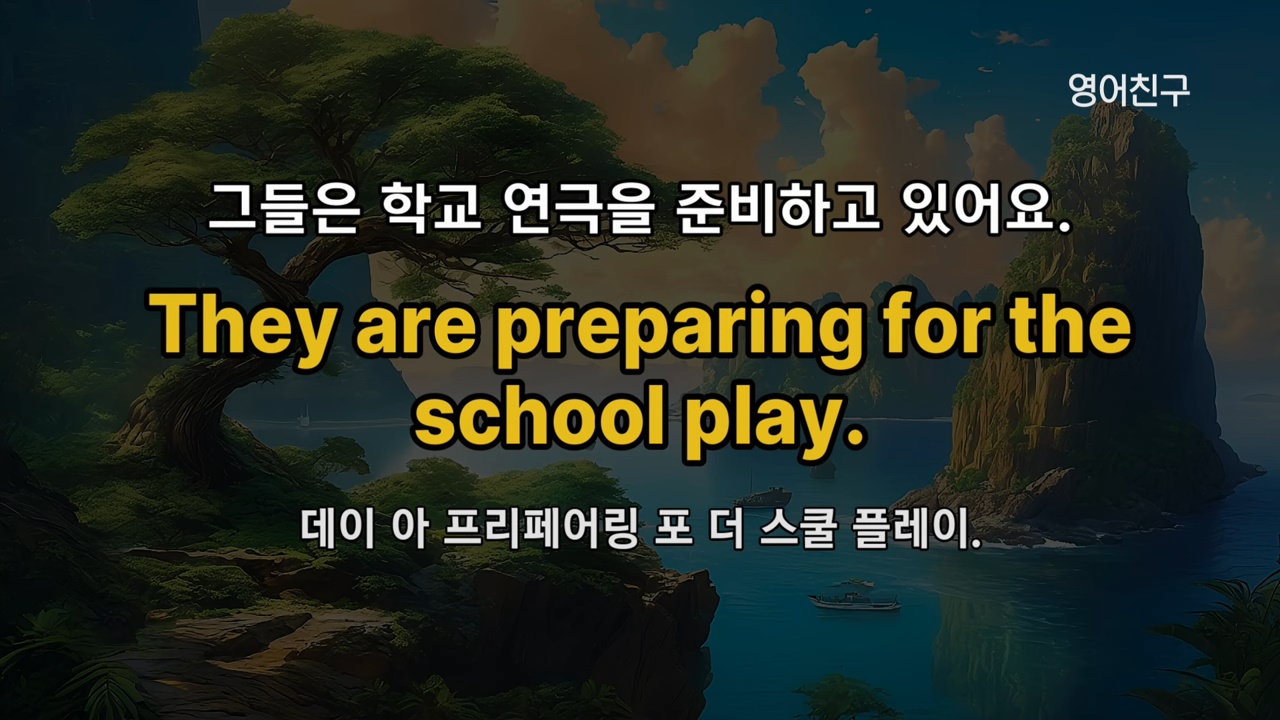 영어친구
그들은 학교 연극을 준비하고 있어요.
They are preparing for the
school play.
데이 아 프리페어링 포 더 스쿨 플레이.